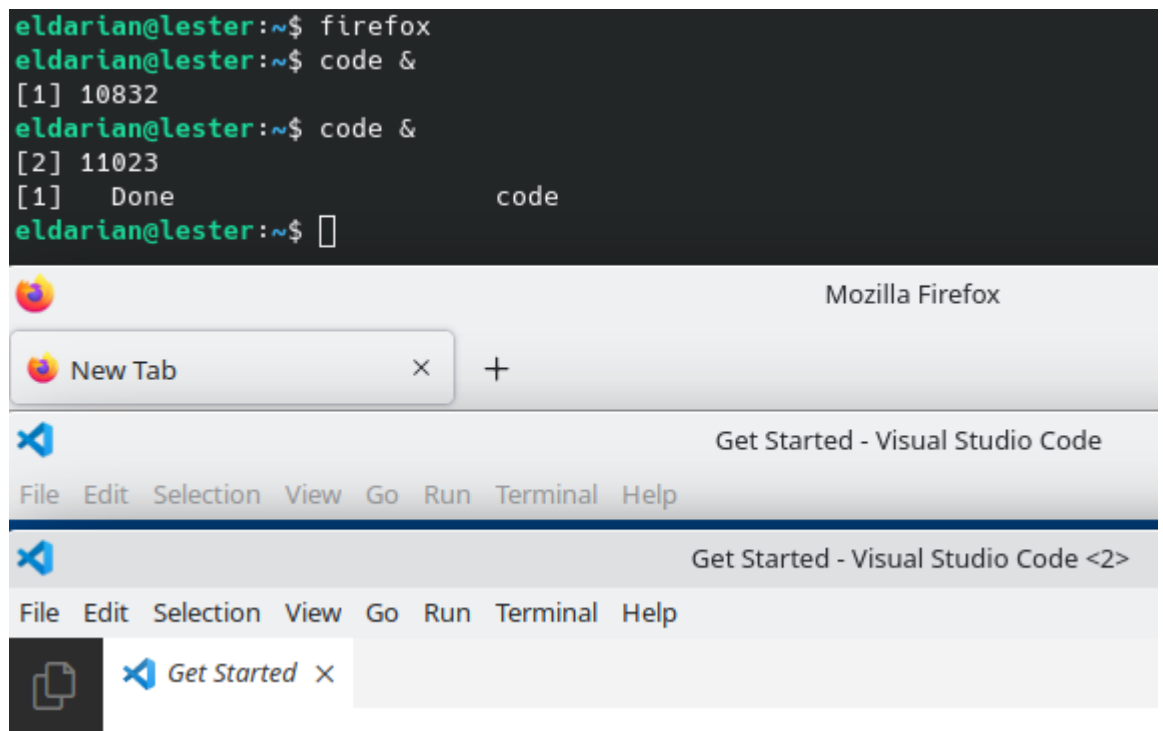 eldarian@lester:~$ firefox
eldarian@lester:~$ code &
[1] 10832
eldarian@lester:~$ code &
[2] 11023
[1]   Done                    code
eldarian@lester:~$
Mozilla Firefox
New Tab
Get Started - Visual Studio Code
File Edit Selection View Go Run Terminal Help
Get Started - Visual Studio Code <2>
File Edit Selection View Go Run Terminal Help
Get Started